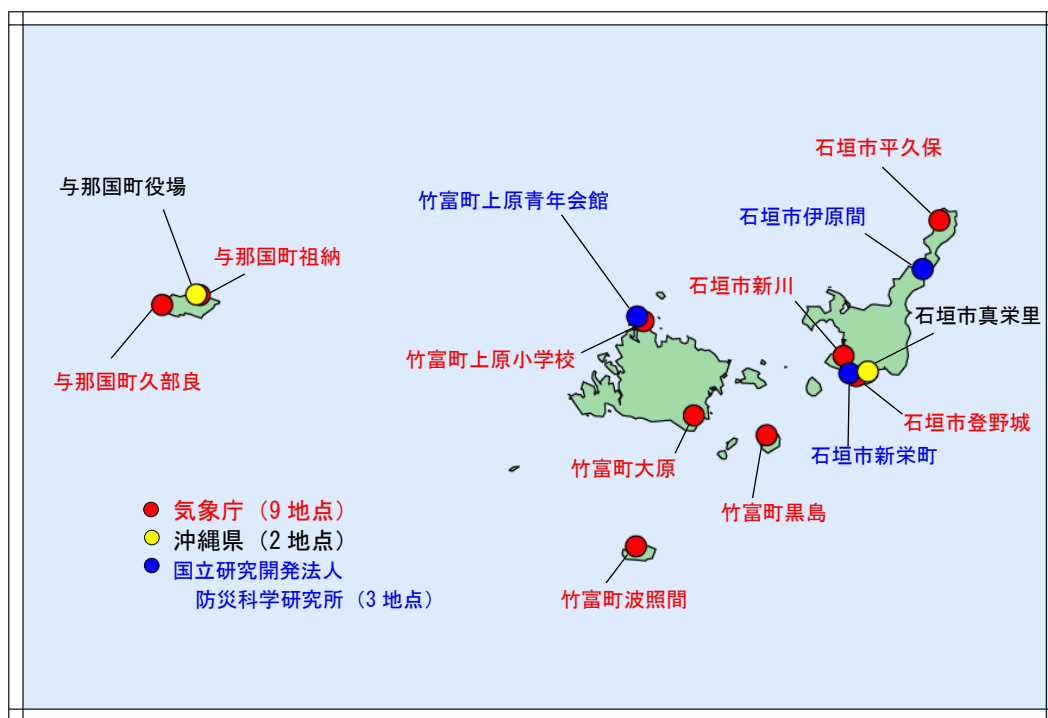 石垣市平久保
与那国町役場
竹富町上原青年会館
石垣市伊原間
与那国町祖納
石垣市新川
石垣市真栄里
竹富町上原小学校
与那国町久部良
石垣市登野城
石垣市新栄町
竹富町大原
竹富町黒島
気象庁（9 地点）
沖縄県（2 地点）
国立研究開発法人
防災科学研究所（3 地点）
竹富町波照間